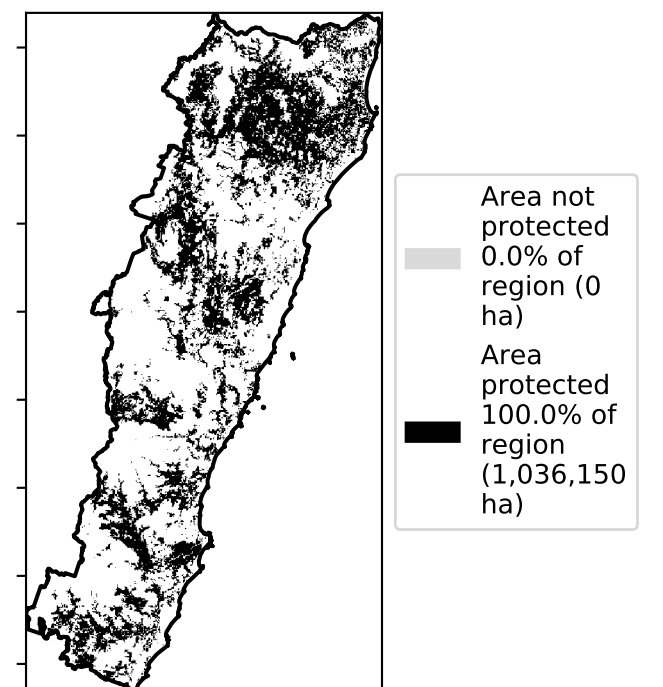 Area not
protected
0.0% of
region (0
ha)
Area
protected
100.0% of
region
(1,036,150
ha)